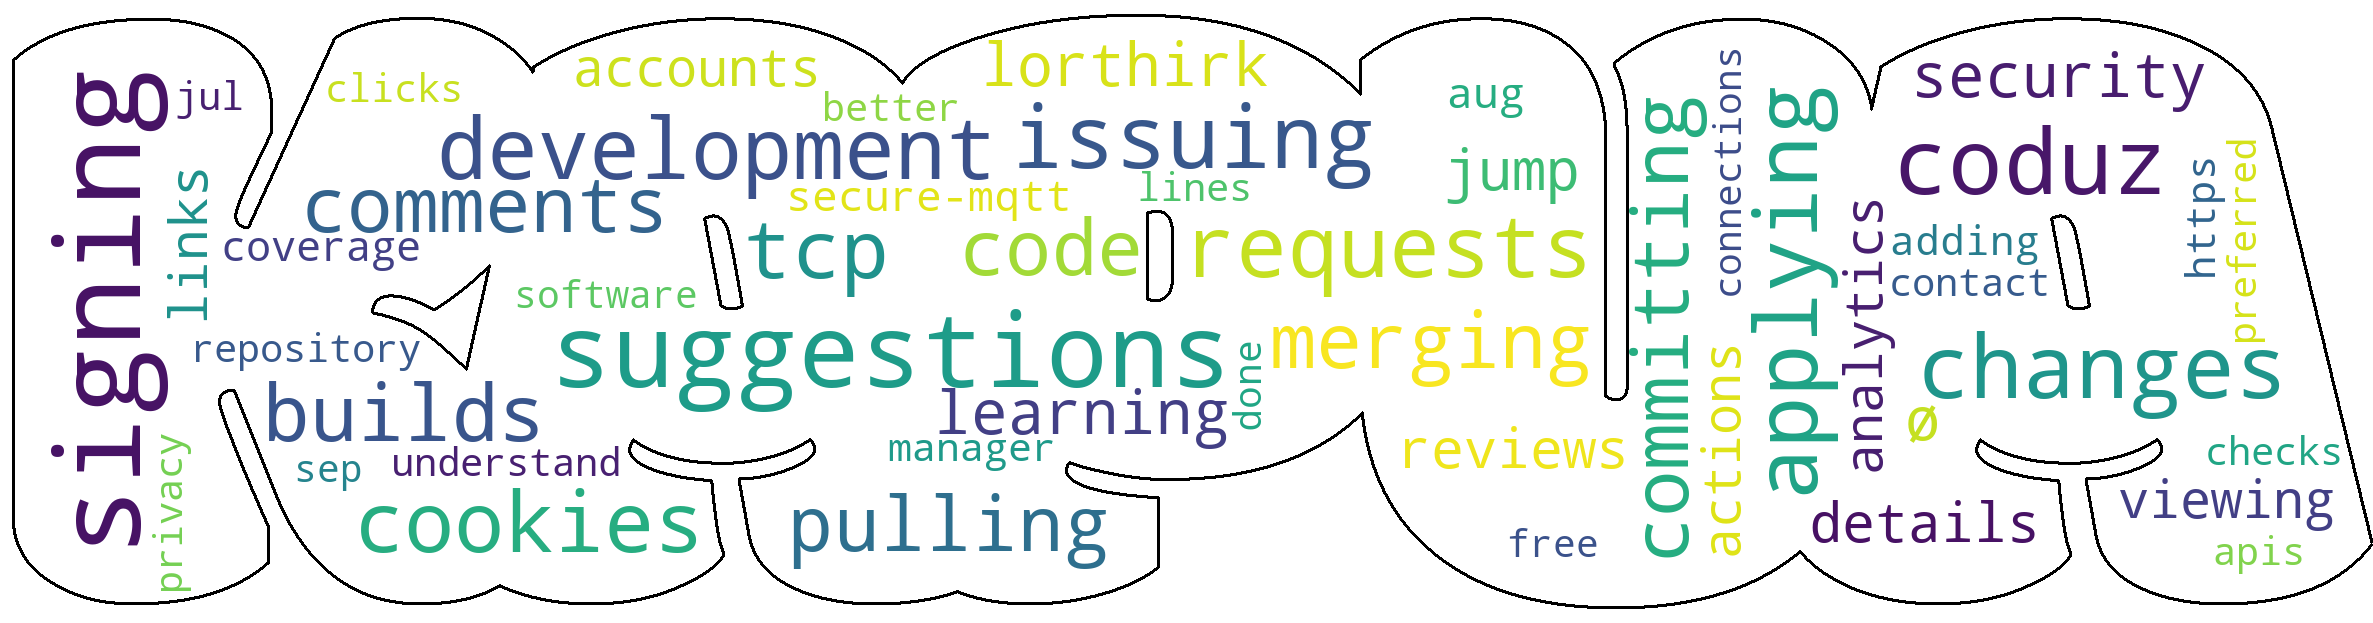 signing
jul
links
privacy
clicks
accounts
better
lorthirk
development
issuing
comments
secure-mqtt
lines
coverage
tcp
code
requests
software
repository
suggestions
done
merging
builds
learning
sep
understand
manager
cookies
pulling
aug
jump
reviews
free
committing
connections
actions
applying
analytics
security
coduz
adding
contact
https
preferred
changes
ø
checks
details
viewing
apis